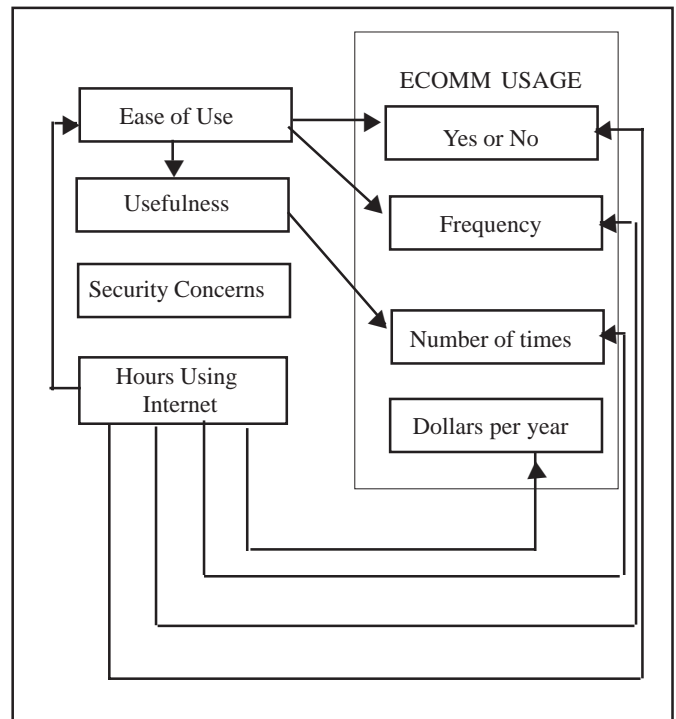 ECOMM USAGE
Ease of Use
Yes or No
Usefulness
Frequency
Security Concerns
Number of times
Hours Using
Internet
Dollars per year